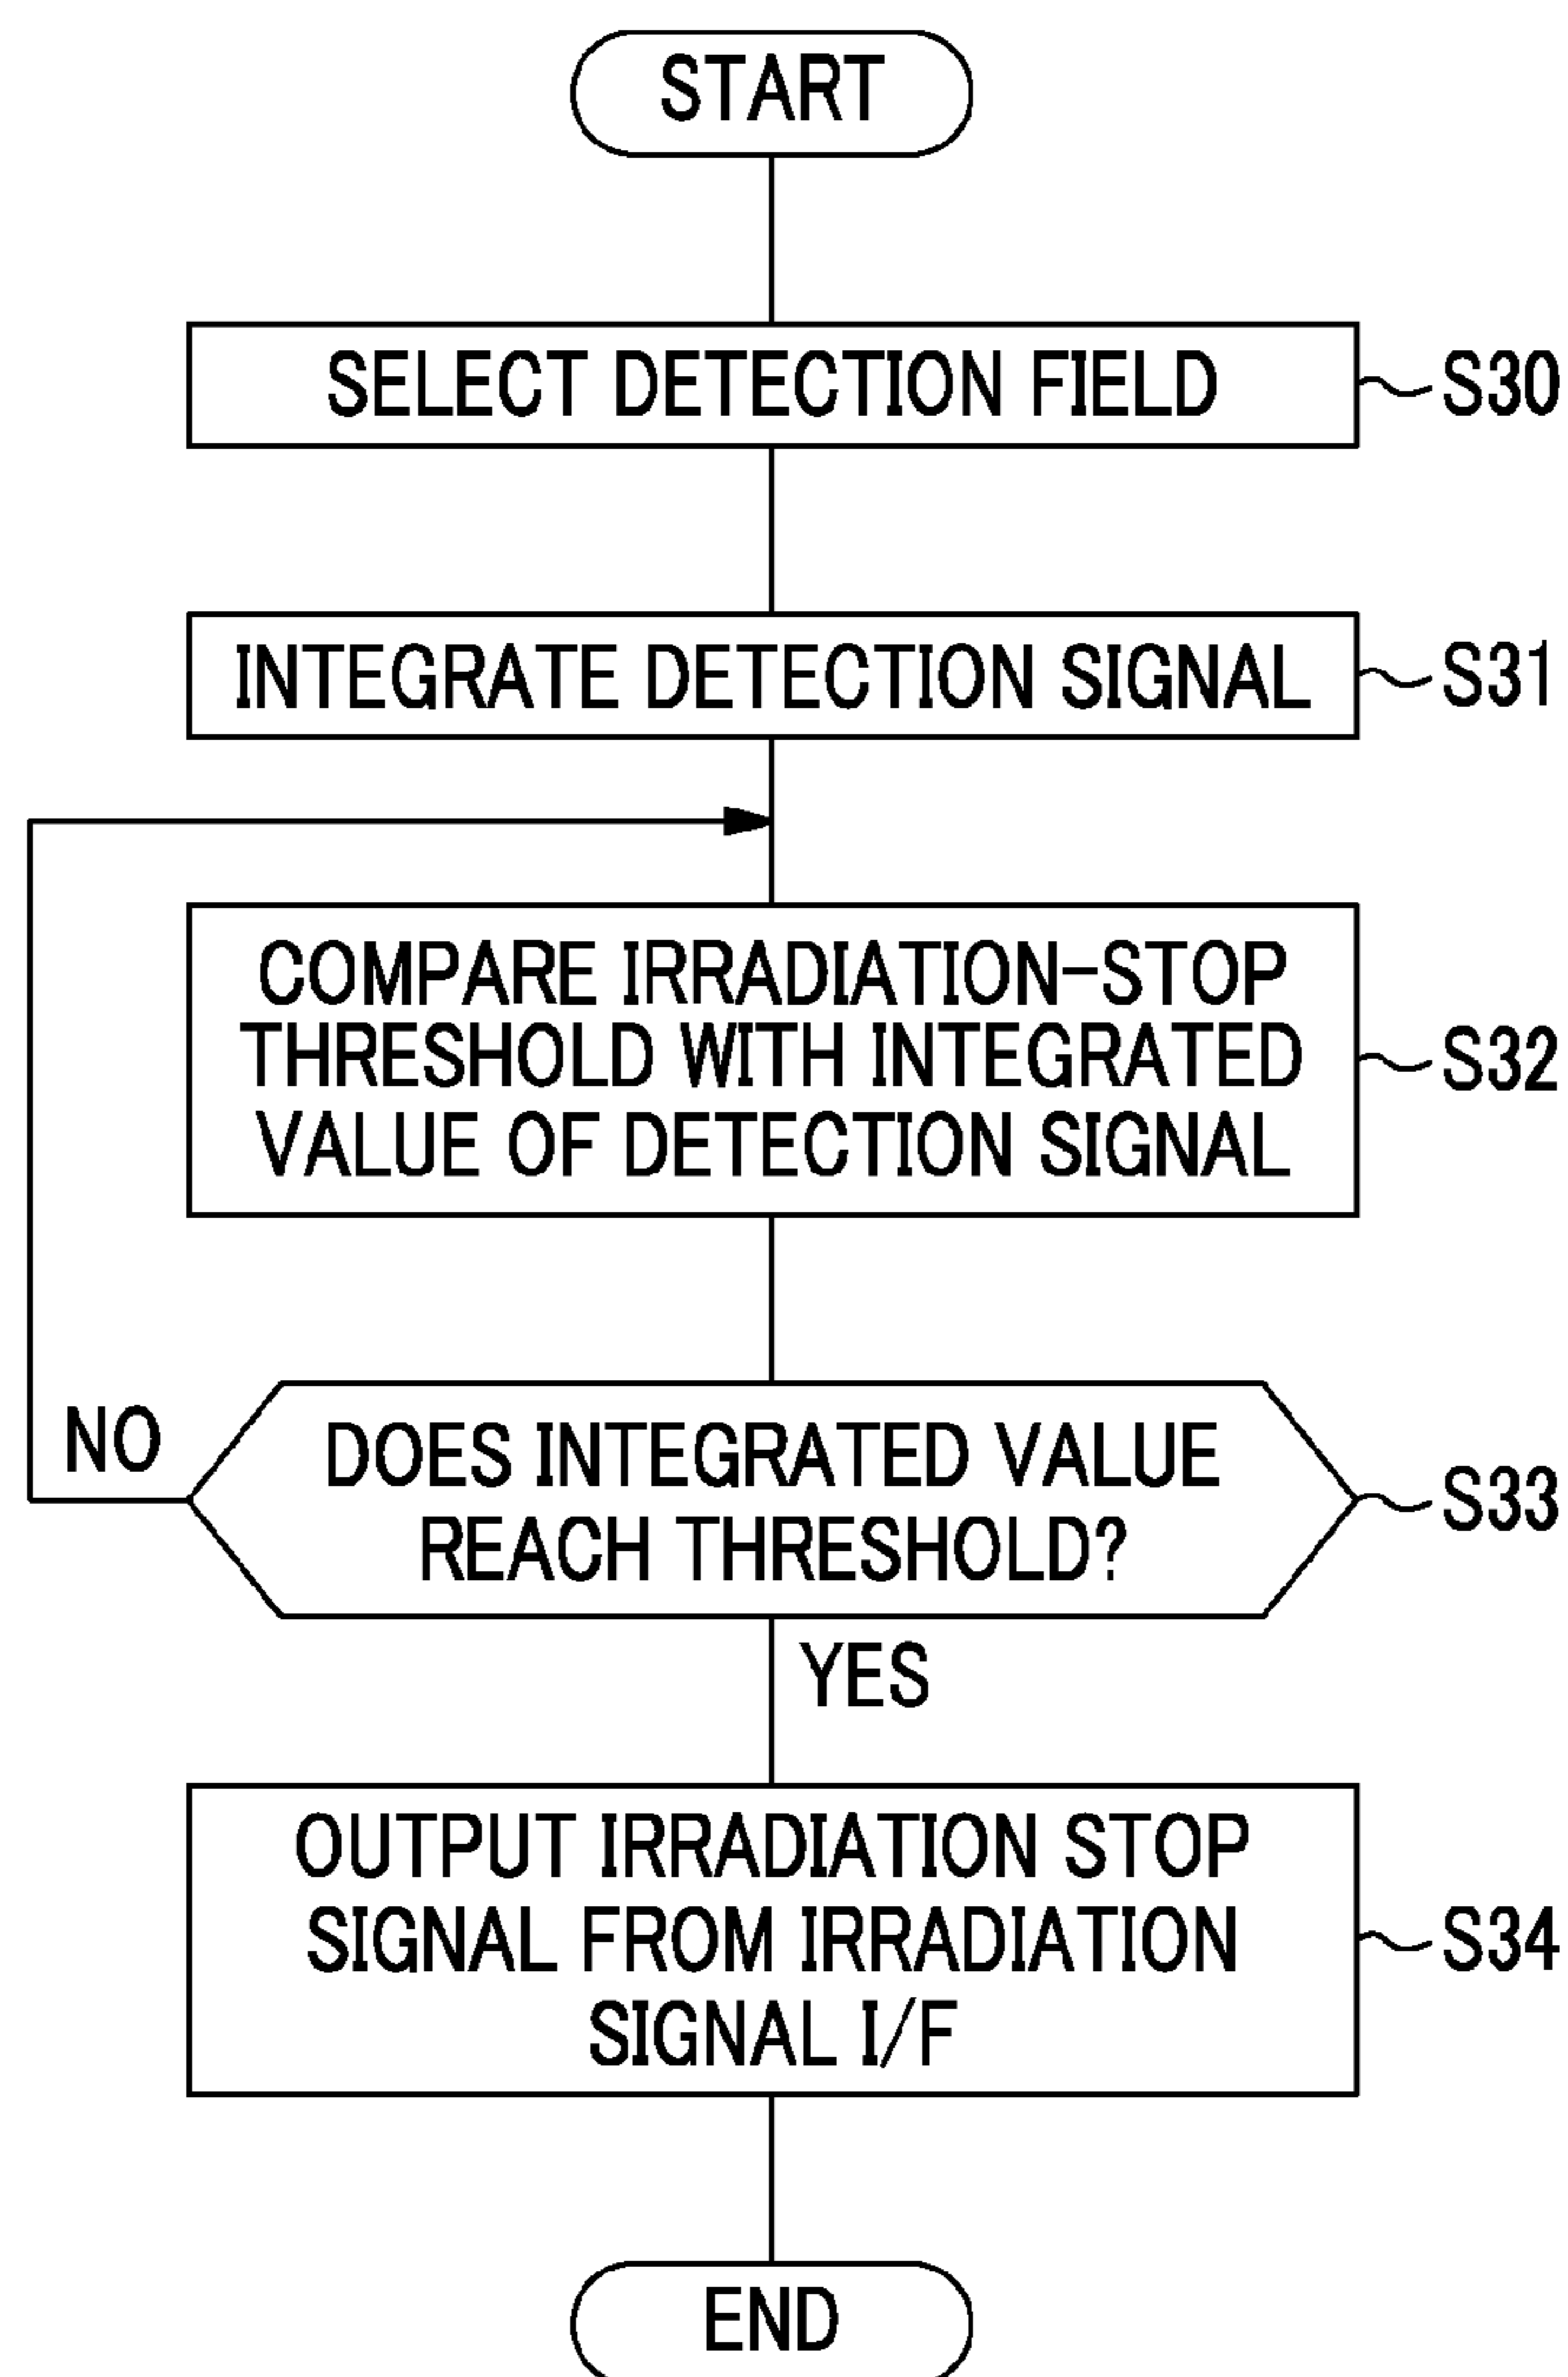 START
SELECT DETECTION FIELD
S30
INTEGRATE DETECTION SIGNAL
S31
COMPARE IRRADIATION-STOP
THRESHOLD WITH INTEGRATED
VALUE OF DETECTION SIGNAL
S32
NO
DOES INTEGRATED VALUE
REACH THRESHOLD?
S33
YES
OUTPUT IRRADIATION STOP
SIGNAL FROM IRRADIATION
SIGNAL I/F
S34
END